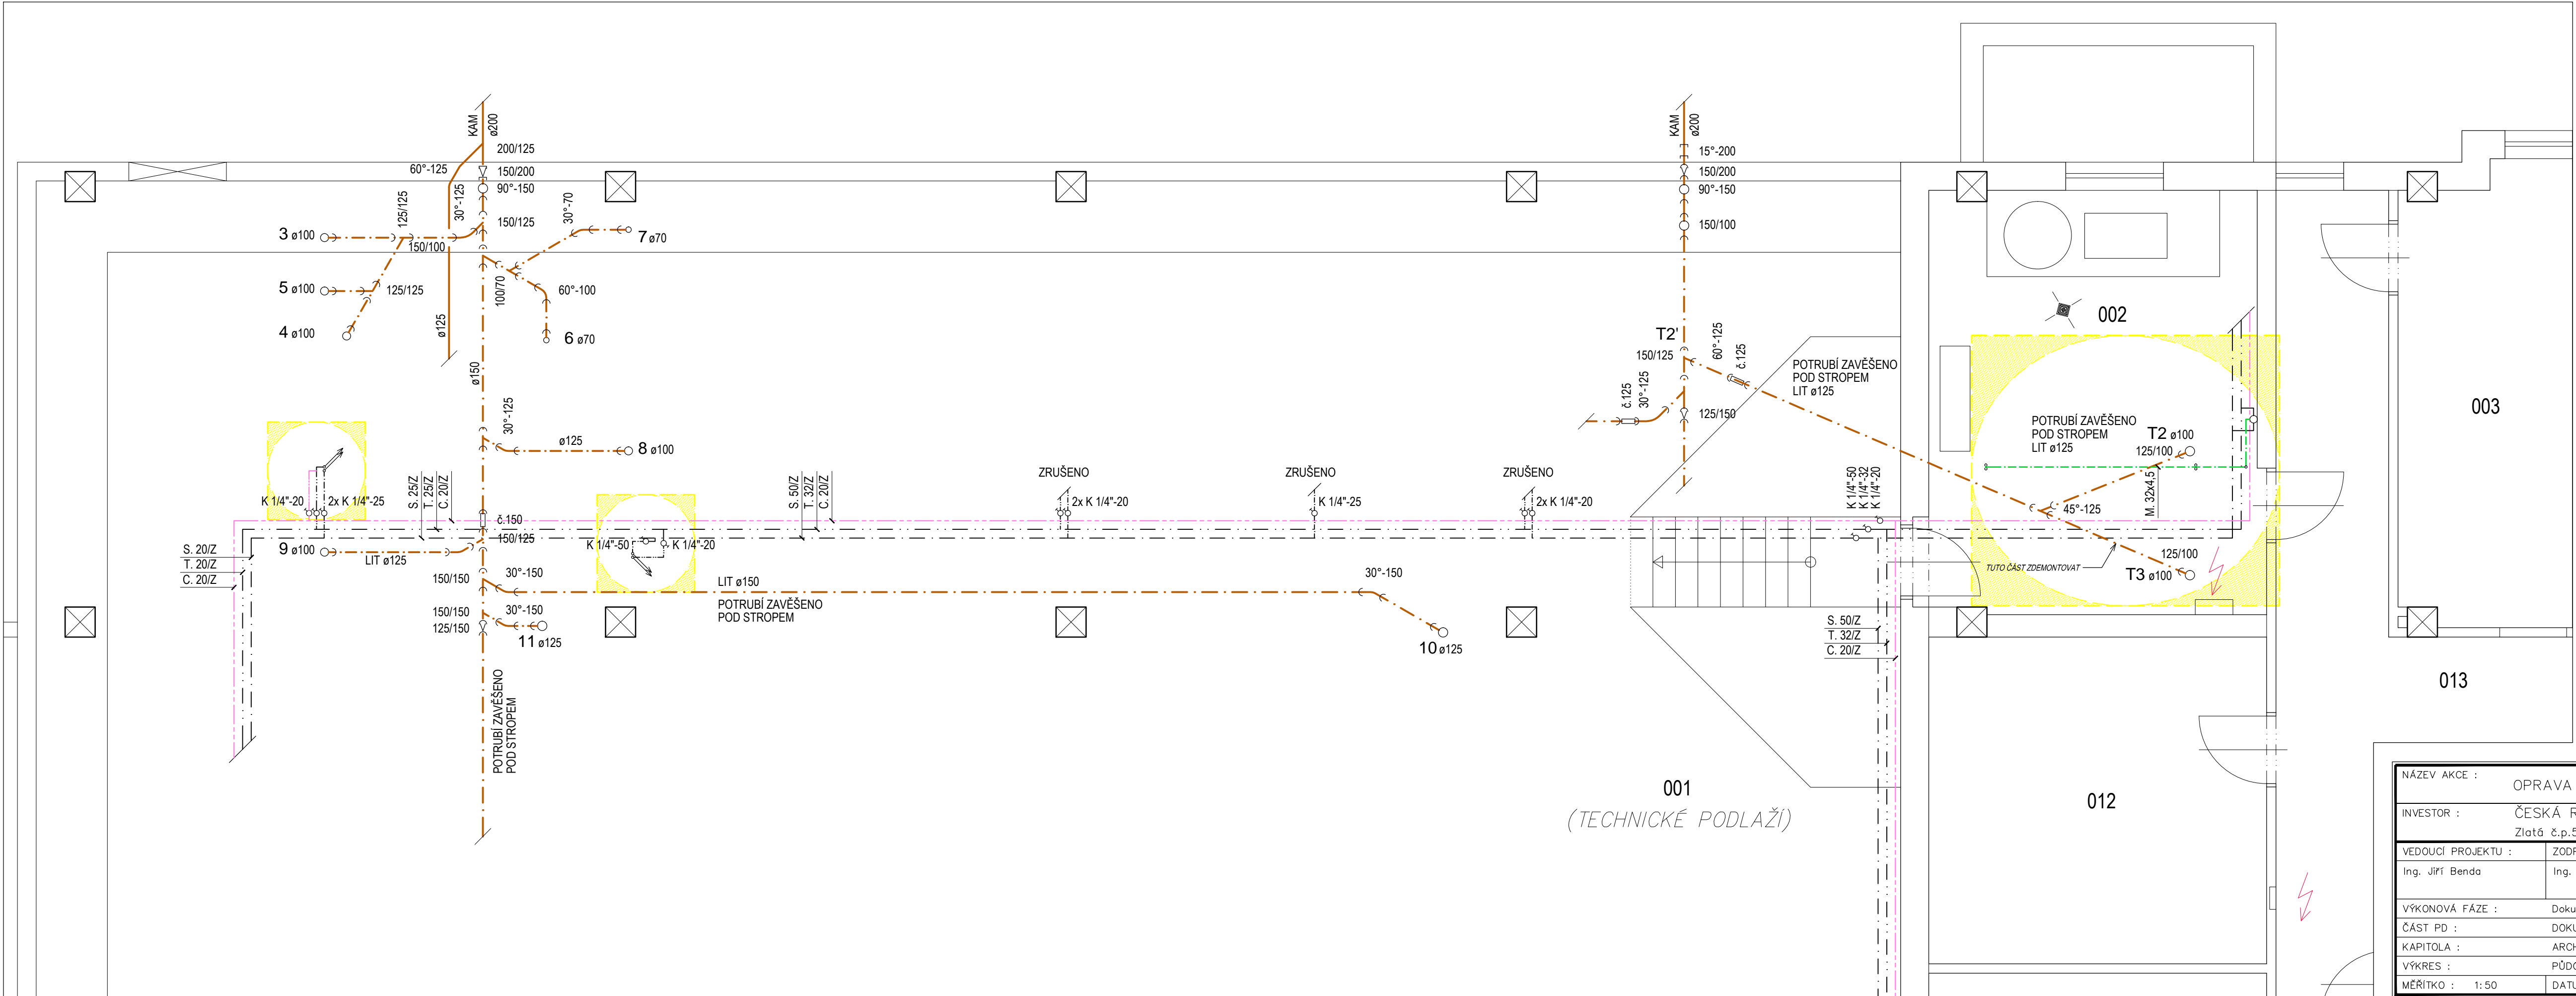 KAM
ø200
200/125
60°-125
150/200
90°-150
30°-125
125/125
30°-70
150/125
3 ø100
150/100
7 ø70
5 ø100
125/125
100/70
60°-100
4 ø100
ø125
6 ø70
ø150
30°-125
ø125
8 ø100
K 1/4"-20
2x K 1/4"-25
S. 25/Z
T. 25/Z
C. 20/Z
č.150
150/125
K 1/4"-50
K 1/4"-20
S. 20/Z
T. 20/Z
C. 20/Z
9 ø100
LIT ø125
150/150
30°-150
LIT ø150
POTRUBÍ ZAVĚŠENO
POD STROPEM
150/150
30°-150
125/150
11 ø125
POTRUBÍ ZAVĚŠENO
POD STROPEM
S. 50/Z
T. 32/Z
C. 20/Z
ZRUŠENO
2x K 1/4"-20
ZRUŠENO
K 1/4"-25
ZRUŠENO
2x K 1/4"-20
30°-150
10 ø125
KAM
ø200
15°-200
150/200
90°-150
150/100
T2'
150/125
60°-125
č.125
č.125
30°-125
125/150
POTRUBÍ ZAVĚŠENO
POD STROPEM
LIT ø125
K 1/4"-50
K 1/4"-32
K 1/4"-20
S. 50/Z
T. 32/Z
C. 20/Z
001
(TECHNICKÉ PODLAŽÍ)
002
POTRUBÍ ZAVĚŠENO
POD STROPEM
LIT ø125
T2 ø100
125/100
M. 32x4.5
45°-125
125/100
TUTO ČÁST ZDEMONTOVAT
T3 ø100
003
012
013
NÁZEV AKCE :
OPRAVA
INVESTOR :
ČESKÁ R
Zlatá č.p.5
VEDOUCÍ PROJEKTU :
ZODP
Ing. Jiří Benda
Ing.
VÝKONOVÁ FÁZE :
Doku
ČÁST PD :
DOKU
KAPITOLA :
ARCH
VÝKRES :
PŮDO
MĚŘÍTKO : 1:50
DATU